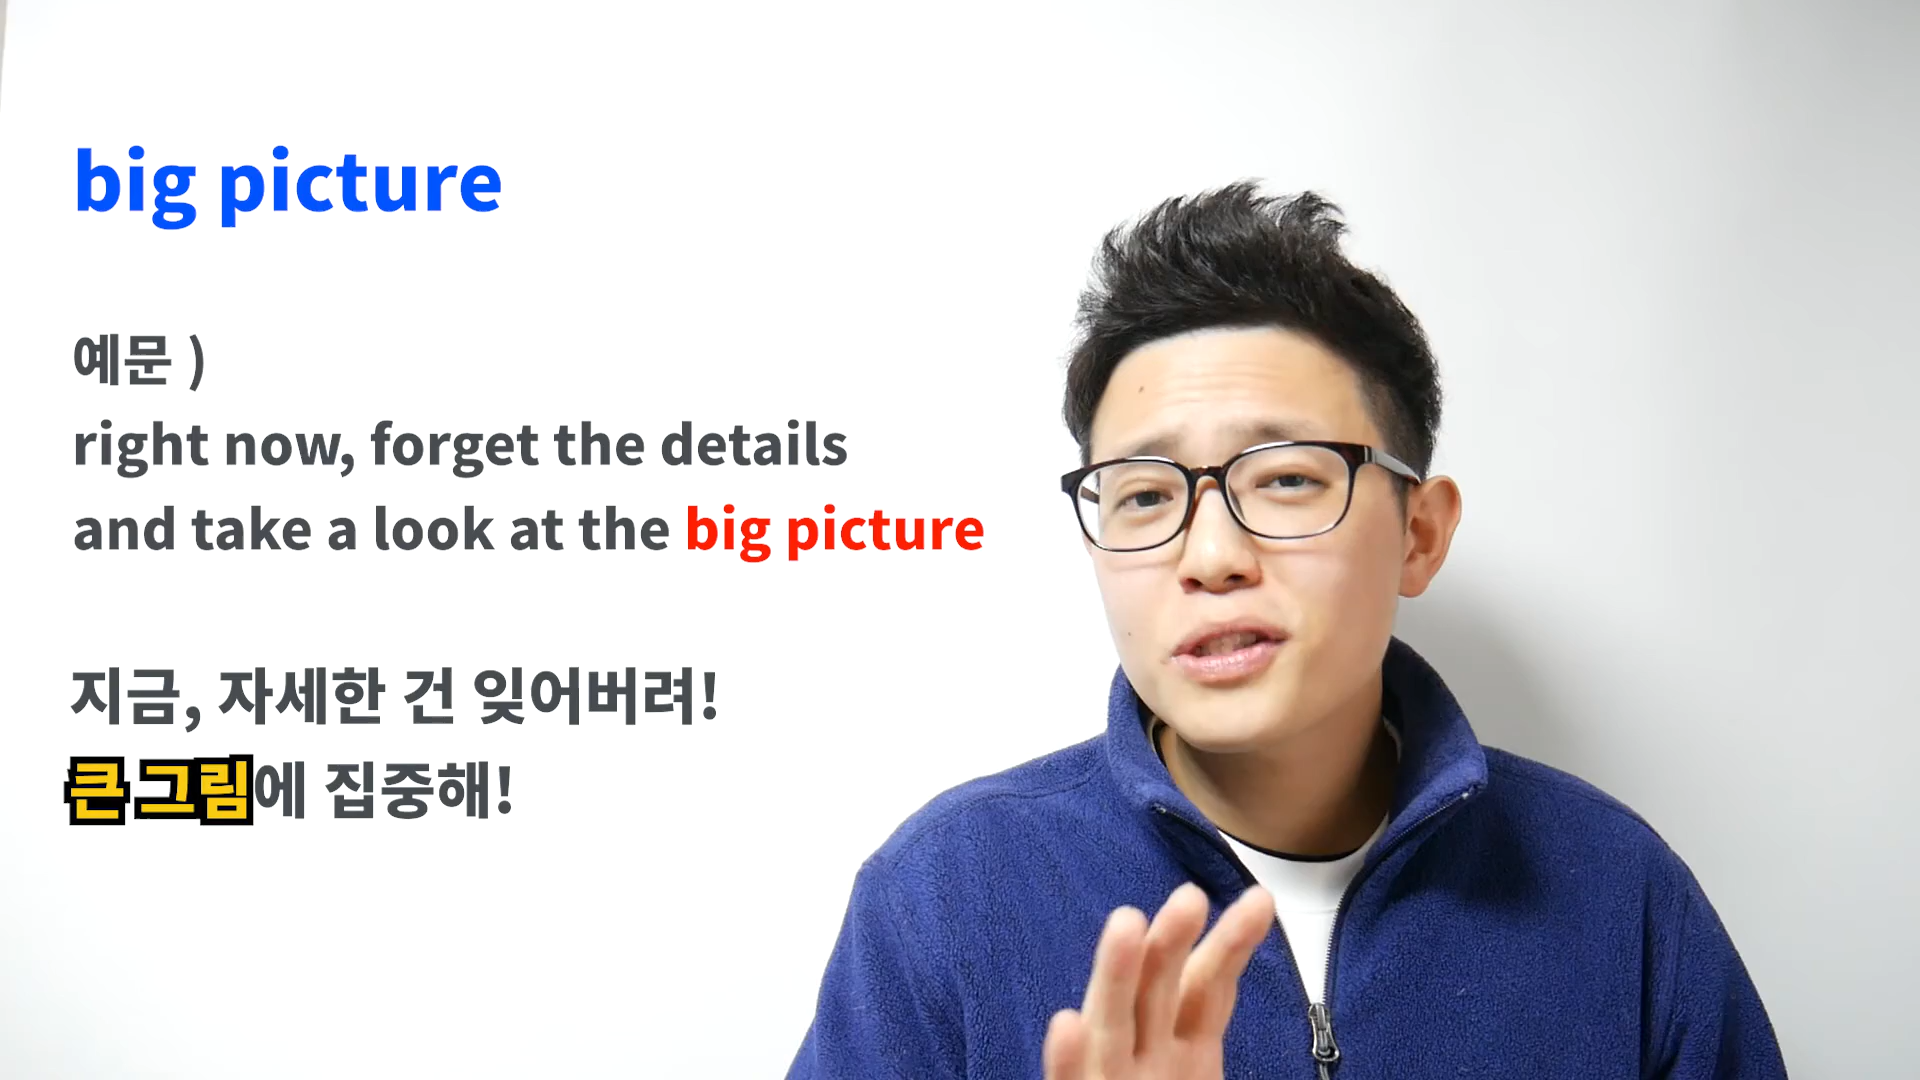 big picture
예문 )
right now, forget the details
and take a look at the big picture
지금, 자세한 건 잊어버려!
큰 그림에 집중해!